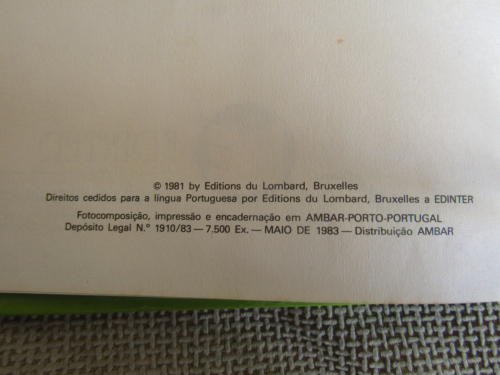 © 1981 by Editions du Lombard, Bruxelles
Direitos cedidos para a língua Portuguesa por Editions du Lombard, Bruxelles a EDINTER
Fotocomposição, impressão e encadernação em AMBAR-PORTO-PORTUGAL
Depósito Legal N.º 1910/83 — 7.500 Ex. — MAIO DE 1983 — Distribuição AMBAR